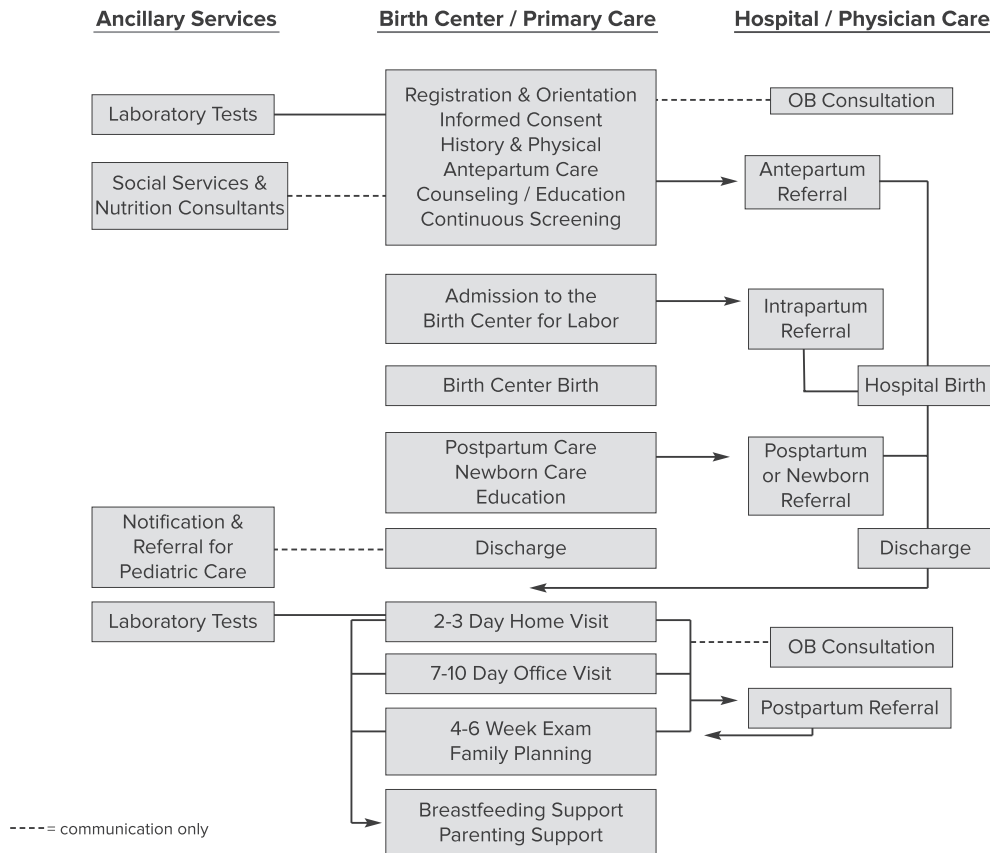 Ancillary Services
Birth Center / Primary Care
Hospital / Physician Care
Laboratory Tests
Social Services &
Nutrition Consultants
Registration & Orientation
Informed Consent
History & Physical
Antepartum Care
Counseling / Education
Continuous Screening
OB Consultation
Antepartum
Referral
Admission to the
Birth Center for Labor
Intrapartum
Referral
Birth Center Birth
Hospital Birth
Postpartum Care
Newborn Care
Education
Posptartum
or Newborn
Referral
Notification &
Referral for
Pediatric Care
Discharge
Discharge
Laboratory Tests
2-3 Day Home Visit
OB Consultation
7-10 Day Office Visit
Postpartum Referral
4-6 Week Exam
Family Planning
Breastfeeding Support
Parenting Support
----= communication only